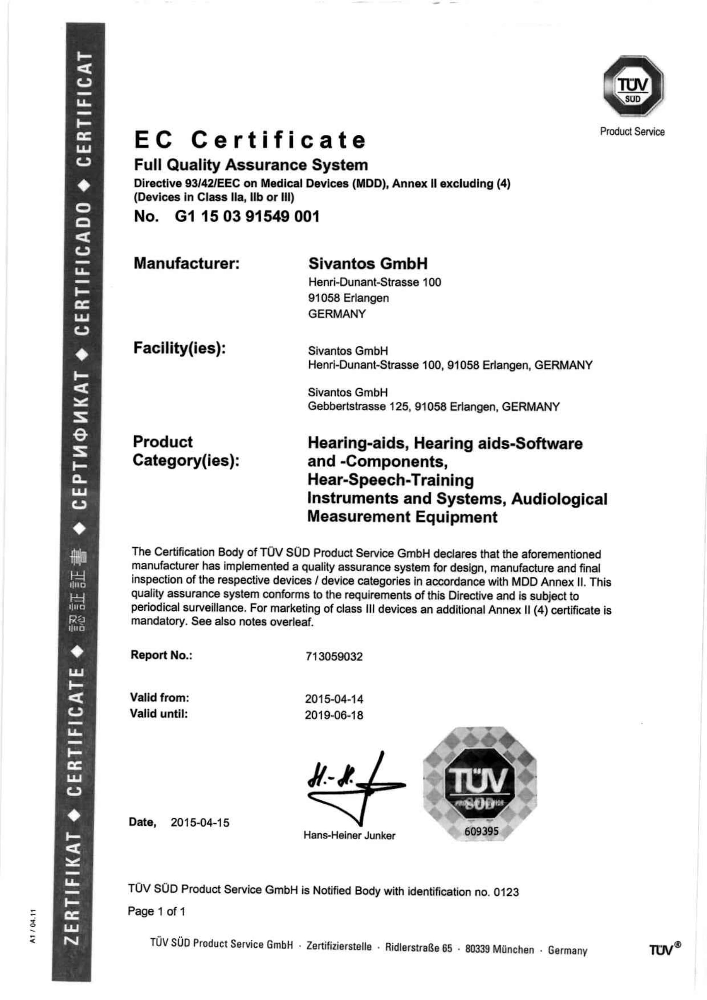 ZERTIFIKAT ◆ CERTIFICATE ◆ 認証証書 ◆ СЕРТИФИКАТ ◆ CERTIFICADO ◆ CERTIFICAT
TÜV
SÜD
Product Service
EC Certificate
Full Quality Assurance System
Directive 93/42/EEC on Medical Devices (MDD), Annex II excluding (4)
(Devices in Class IIa, IIb or III)
No. G1 15 03 91549 001
Manufacturer: Sivantos GmbH
Henri-Dunant-Strasse 100
91058 Erlangen
GERMANY
Facility(ies): Sivantos GmbH
Henri-Dunant-Strasse 100, 91058 Erlangen, GERMANY
Sivantos GmbH
Gebbertstrasse 125, 91058 Erlangen, GERMANY
Product Hearing-aids, Hearing aids-Software
Category(ies): and -Components,
Hear-Speech-Training
Instruments and Systems, Audiological
Measurement Equipment
The Certification Body of TÜV SÜD Product Service GmbH declares that the aforementioned
manufacturer has implemented a quality assurance system for design, manufacture and final
inspection of the respective devices / device categories in accordance with MDD Annex II. This
quality assurance system conforms to the requirements of this Directive and is subject to
periodical surveillance. For marketing of class III devices an additional Annex II (4) certificate is
mandatory. See also notes overleaf.
Report No.: 713059032
Valid from: 2015-04-14
Valid until: 2019-06-18
H.-H.
TÜV
SÜD
609395
Date, 2015-04-15
Hans-Heiner Junker
TÜV SÜD Product Service GmbH is Notified Body with identification no. 0123
Page 1 of 1
A1 / 04.11
TÜV SÜD Product Service GmbH · Zertifizierstelle · Ridlerstraße 65 · 80339 München · Germany
TÜV®